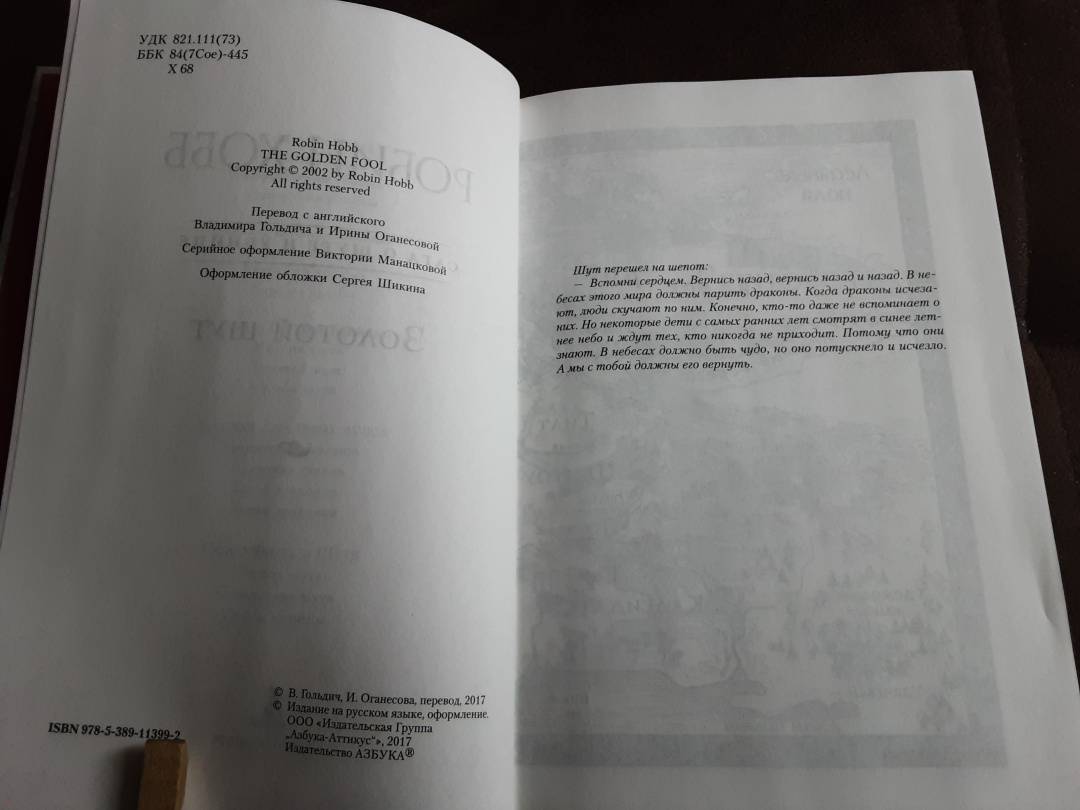 УДК 821.111(73)
ББК 84(7Сое)-445
Х 68
Robin Hobb
THE GOLDEN FOOL
Copyright © 2002 by Robin Hobb
All rights reserved
Перевод с английского
Владимира Гольдича и Ирины Оганесовой
Серийное оформление Виктории Манацковой
Оформление обложки Сергея Шикина
© В. Гольдич, И. Оганесова, перевод, 2017
© Издание на русском языке, оформление.
ООО «Издательская Группа
„Азбука-Аттикус“», 2017
Издательство АЗБУКА®
ISBN 978-5-389-11399-2
Шут перешел на шепот:
— Вспомни сердцем. Вернись назад, вернись назад и назад. В не-
бесах этого мира должны парить драконы. Когда драконы исчеза-
ют, люди скучают по ним. Конечно, кто-то даже не вспоминает о
них. Но некоторые дети с самых ранних лет смотрят в синее лет-
нее небо и ждут тех, кто никогда не приходит. Потому что они
знают. В небесах должно быть чудо, но оно потускнело и исчезло.
А мы с тобой должны его вернуть.
РОБИН ХОББ
ЗОЛОТОЙ ШУТ